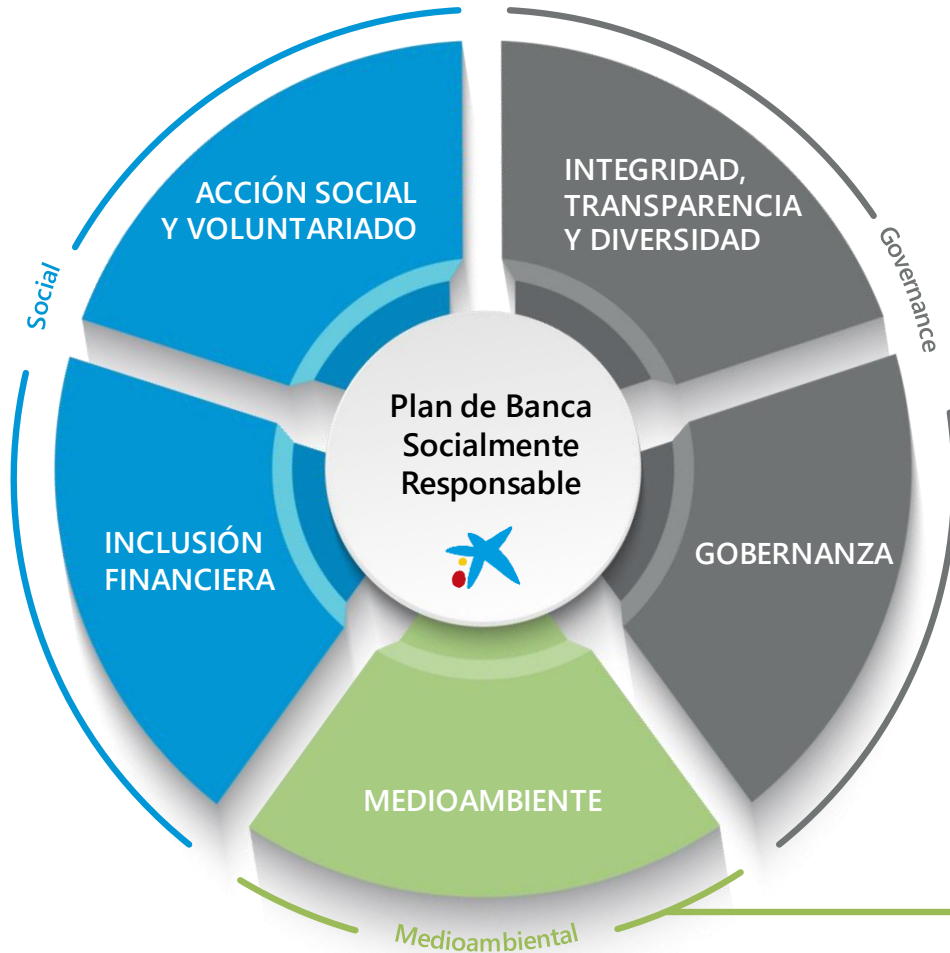 ACCIÓN SOCIAL
Y VOLUNTARIADO
INTEGRIDAD,
TRANSPARENCIA
Y DIVERSIDAD
Social
Governance
Plan de Banca
Socialmente
Responsable
INCLUSIÓN
FINANCIERA
GOBERNANZA
MEDIOAMBIENTE
Medioambiental